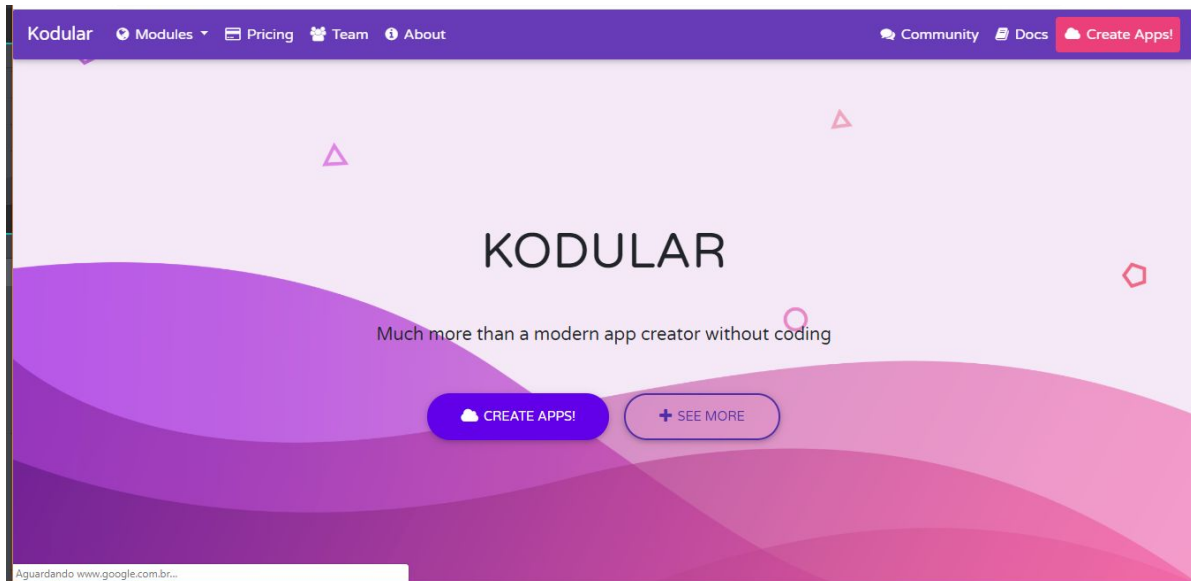 Kodular Modules Pricing Team About Community Docs Create Apps!
KODULAR
Much more than a modern app creator without coding
CREATE APPS! SEE MORE
Aguardando www.google.com.br...